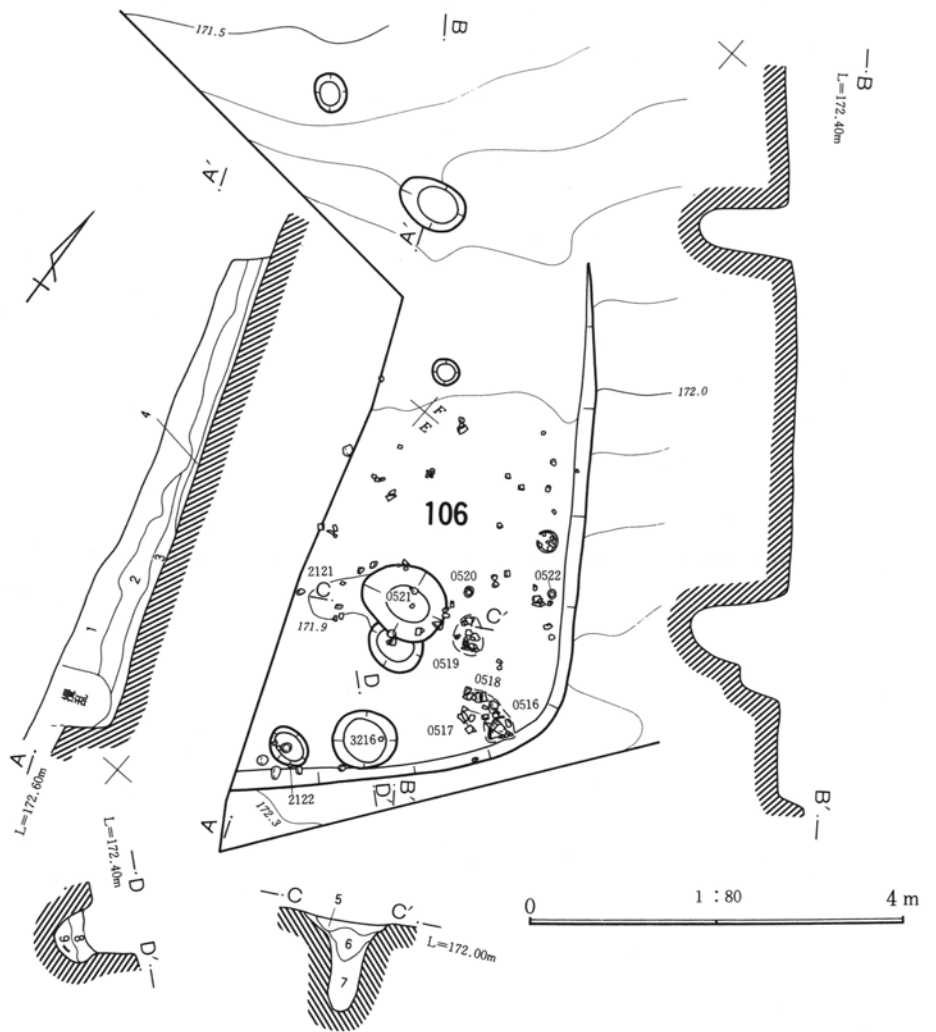 171.5
B
B
L=172.40m
A′
A′
4
172.0
F
E
106
3
2
1
撹乱
2121
C
0521
0520
0522
C′
171.9
0519
D
0518
0516
0517
3216
2122
B′
D′
172.3
A
A
L=172.60m
B′
D
L=172.40m
9
8
D′
C
5
C′
6
7
L=172.00m
0
1:80
4 m